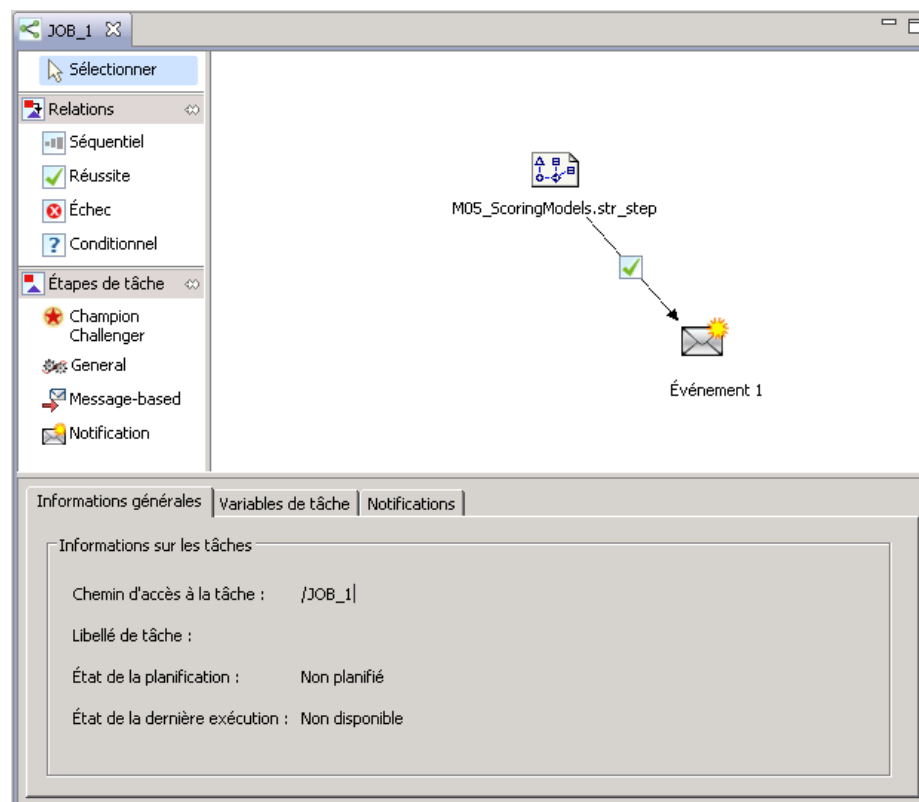 JOB_1
Sélectionner
Relations
Séquentiel
Réussite
Échec
Conditionnel
Étapes de tâche
Champion
Challenger
General
Message-based
Notification
M05_ScoringModels.str_step
Événement 1
Informations générales
Variables de tâche
Notifications
Informations sur les tâches
Chemin d'accès à la tâche : /JOB_1
Libellé de tâche :
État de la planification : Non planifié
État de la dernière exécution : Non disponible